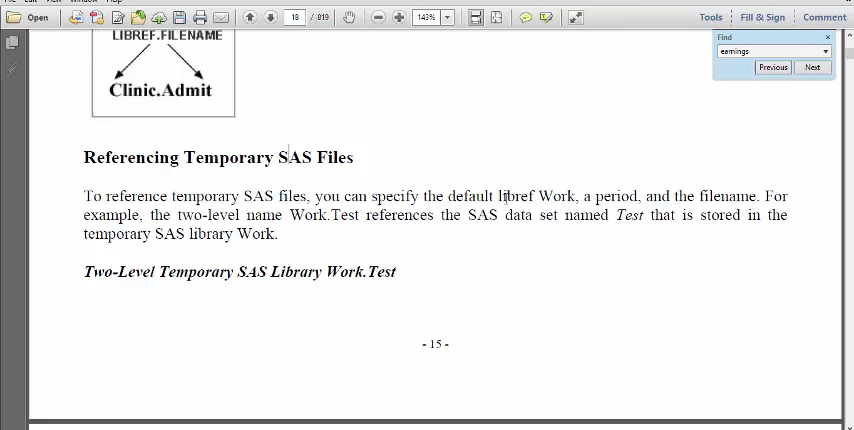 Open
18 / 819
143%
Tools
Fill & Sign
Comment
Find
earnings
Previous
Next
LIBREF.FILENAME
Clinic.Admit
Referencing Temporary SAS Files
To reference temporary SAS files, you can specify the default libref Work, a period, and the filename. For
example, the two-level name Work.Test references the SAS data set named Test that is stored in the
temporary SAS library Work.
Two-Level Temporary SAS Library Work.Test
- 15 -